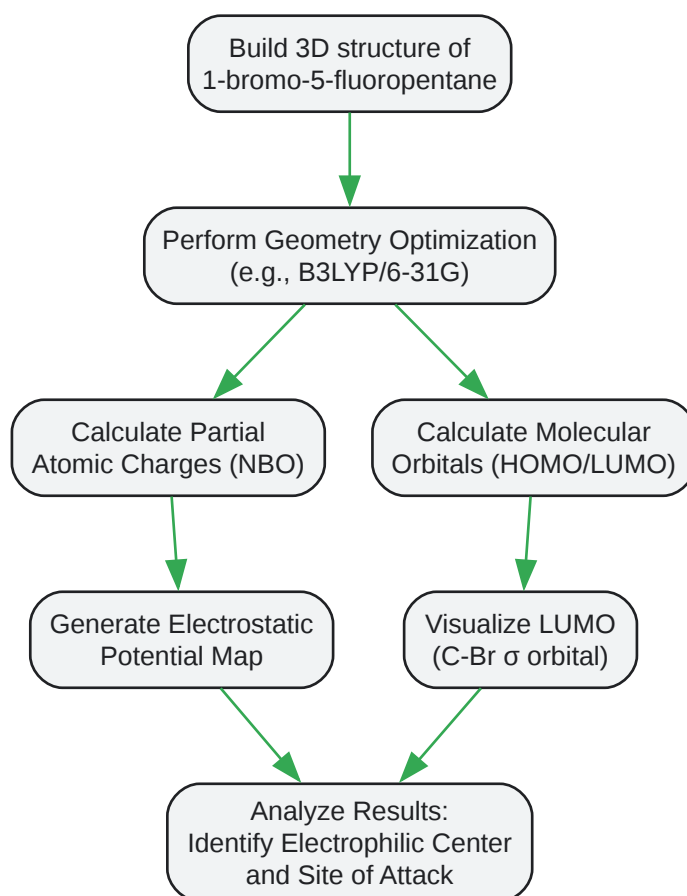 Build 3D structure of
1-bromo-5-fluoropentane
Perform Geometry Optimization
(e.g., B3LYP/6-31G)
Calculate Partial
Atomic Charges (NBO)
Calculate Molecular
Orbitals (HOMO/LUMO)
Generate Electrostatic
Potential Map
Visualize LUMO
(C-Br σ orbital)
Analyze Results:
Identify Electrophilic Center
and Site of Attack